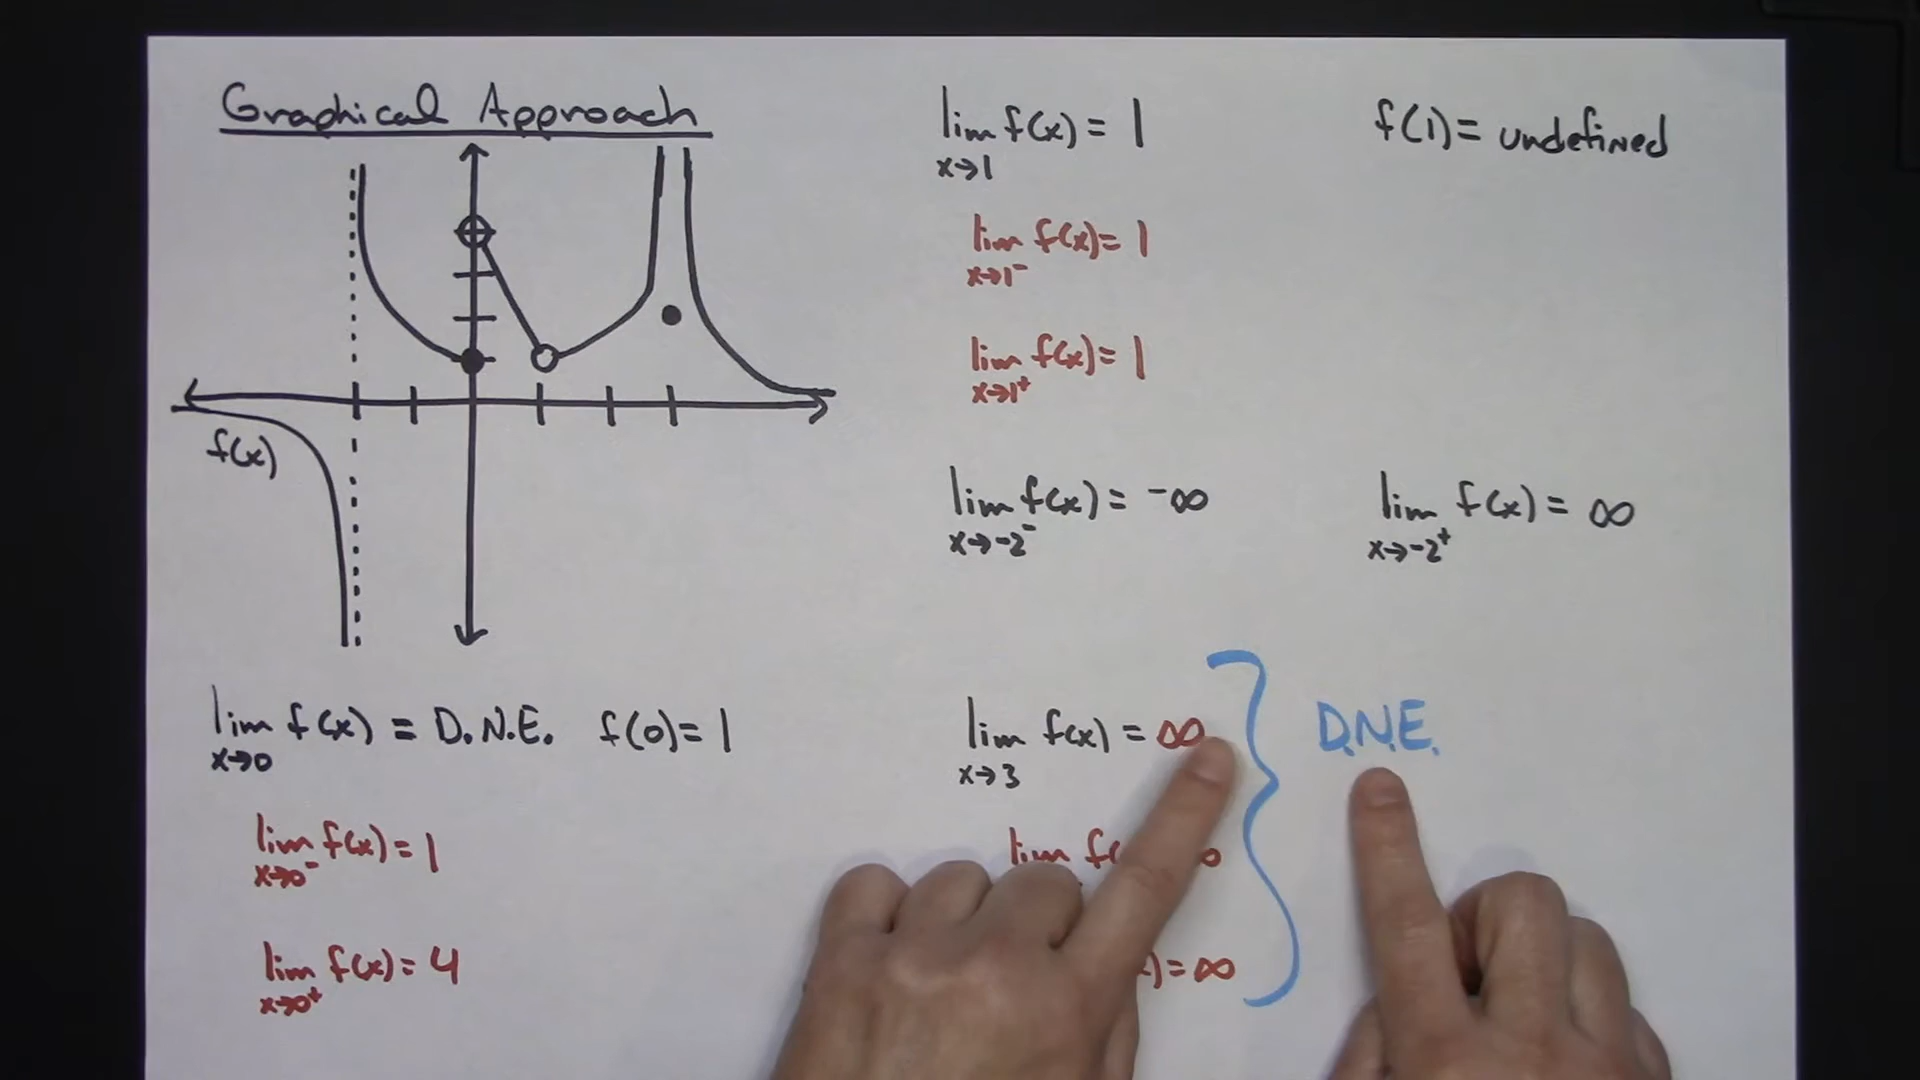 Graphical Approach
f(x)
lim f(x) = 1
x→1
f(1) = undefined
lim f(x) = 1
x→1⁻
lim f(x) = 1
x→1⁺
lim f(x) = -∞
x→-2⁻
lim f(x) = ∞
x→-2⁺
lim f(x) = D.N.E. f(0) = 1
x→0
lim f(x) = 1
x→0⁻
lim f(x) = 4
x→0⁺
lim f(x) = ∞
x→3
D.N.E.
lim f(
) = ∞